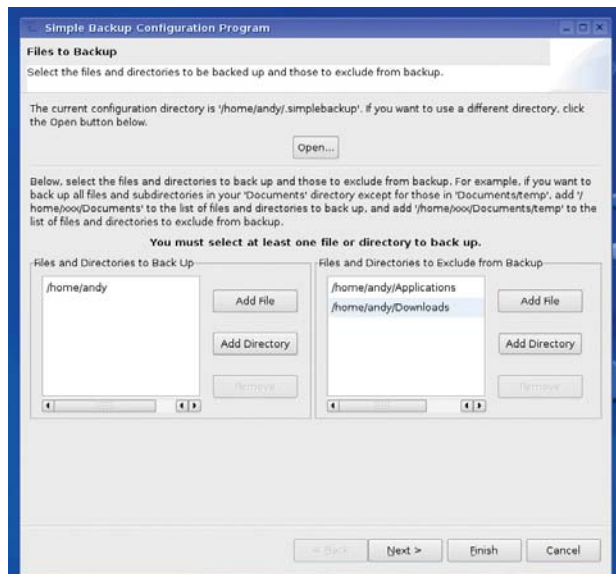 Simple Backup Configuration Program
Files to Backup
Select the files and directories to be backed up and those to exclude from backup.
The current configuration directory is '/home/andy/.simplebackup'. If you want to use a different directory, click
the Open button below.
Open...
Below, select the files and directories to back up and those to exclude from backup. For example, if you want to
back up all files and subdirectories in your 'Documents' directory except for those in 'Documents/temp', add '/
home/xxx/Documents' to the list of files and directories to back up, and add '/home/xxx/Documents/temp' to the
list of files and directories to exclude from backup.
You must select at least one file or directory to back up.
Files and Directories to Back Up
/home/andy
Add File
Add Directory
Remove
Files and Directories to Exclude from Backup
/home/andy/Applications
/home/andy/Downloads
Add File
Add Directory
Remove
< Back
Next >
Finish
Cancel